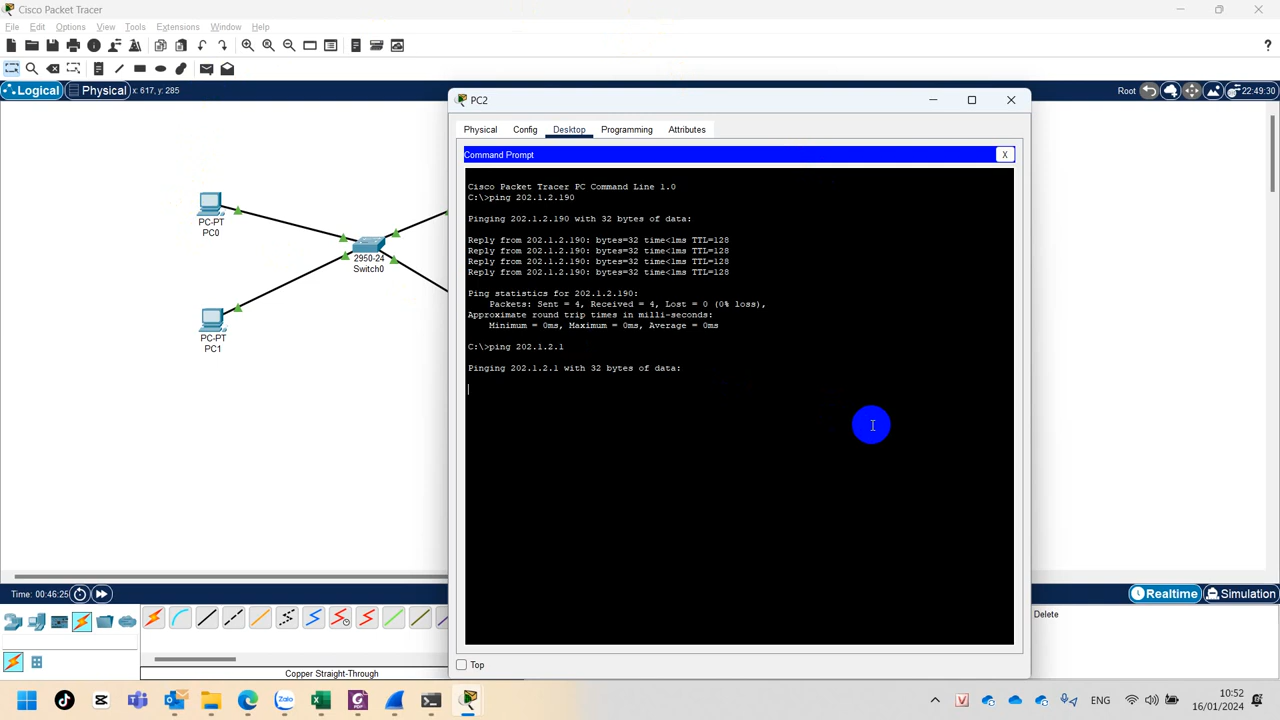 Cisco Packet Tracer
File Edit Options View Tools Extensions Window Help
?
Logical Physical x: 617, y: 285
Root 22:49:30
PC2
Physical Config Desktop Programming Attributes
Command Prompt
X
Cisco Packet Tracer PC Command Line 1.0
C:\>ping 202.1.2.190
Pinging 202.1.2.190 with 32 bytes of data:
Reply from 202.1.2.190: bytes=32 time<1ms TTL=128
Reply from 202.1.2.190: bytes=32 time<1ms TTL=128
Reply from 202.1.2.190: bytes=32 time<1ms TTL=128
Reply from 202.1.2.190: bytes=32 time<1ms TTL=128
Ping statistics for 202.1.2.190:
Packets: Sent = 4, Received = 4, Lost = 0 (0% loss),
Approximate round trip times in milli-seconds:
Minimum = 0ms, Maximum = 0ms, Average = 0ms
C:\>ping 202.1.2.1
Pinging 202.1.2.1 with 32 bytes of data:
Top
PC-PT
PC0
2950-24
Switch0
PC-PT
PC1
Time: 00:46:25
Realtime Simulation
Delete
Copper Straight-Through
Zalo
ENG
10:52
16/01/2024